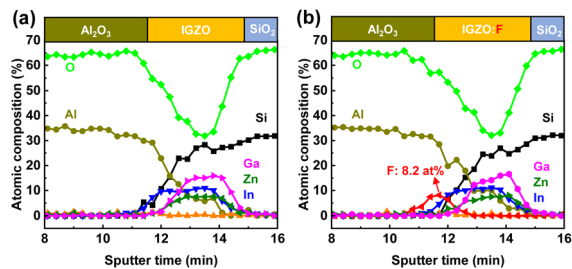 (a)
Al₂O₃ IGZO SiO₂
Atomic composition (%)
70
60
50
40
30
20
10
0
O
Al
Si
Ga
Zn
In
8 10 12 14 16
Sputter time (min)
(b)
Al₂O₃ IGZO:F SiO₂
Atomic composition (%)
70
60
50
40
30
20
10
0
O
Al
Si
F: 8.2 at%
Ga
Zn
In
8 10 12 14 16
Sputter time (min)